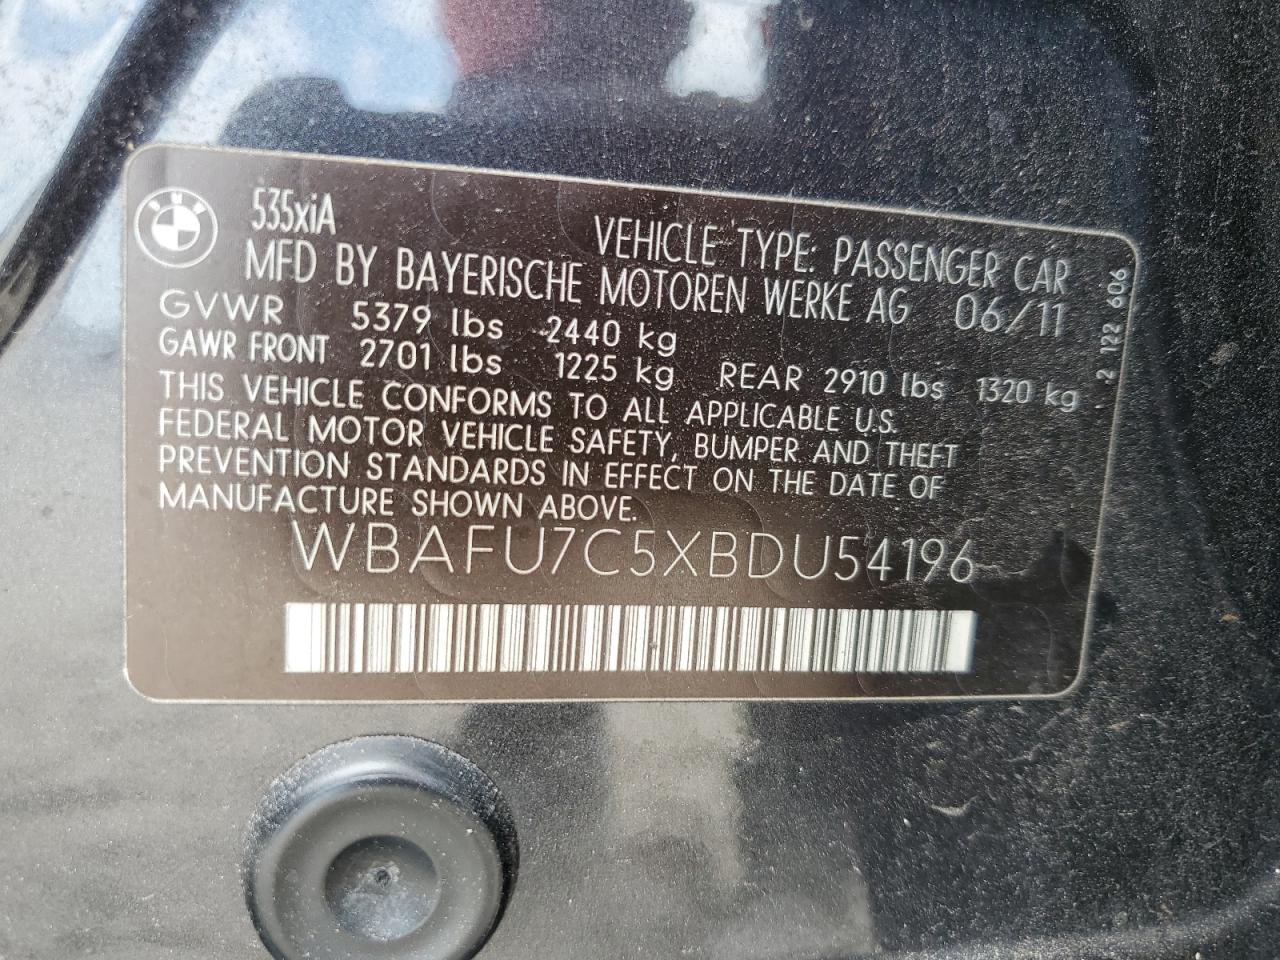 BMW
535xiA
VEHICLE TYPE: PASSENGER CAR
MFD BY BAYERISCHE MOTOREN WERKE AG 06/11
GVWR 5379 lbs 2440 kg
GAWR FRONT 2701 lbs 1225 kg REAR 2910 lbs 1320 kg
THIS VEHICLE CONFORMS TO ALL APPLICABLE U.S.
FEDERAL MOTOR VEHICLE SAFETY, BUMPER AND THEFT
PREVENTION STANDARDS IN EFFECT ON THE DATE OF
MANUFACTURE SHOWN ABOVE.
WBAFU7C5XBDU54196
2 122 606